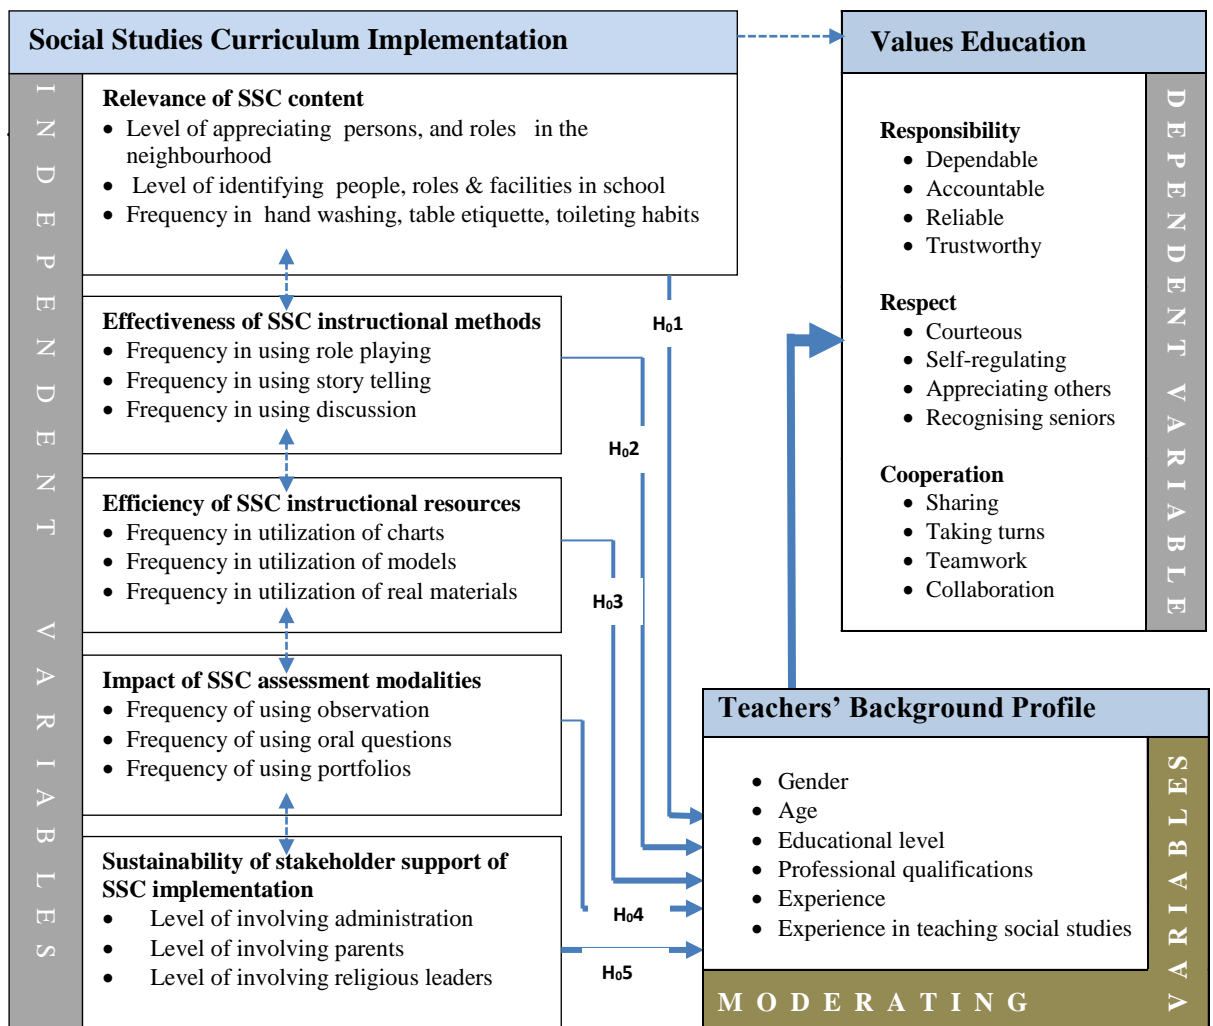 Social Studies Curriculum Implementation
INDEPENDENT VARIABLES
Relevance of SSC content
• Level of appreciating persons, and roles in the
neighbourhood
• Level of identifying people, roles & facilities in school
• Frequency in hand washing, table etiquette, toileting habits
Effectiveness of SSC instructional methods
• Frequency in using role playing
• Frequency in using story telling
• Frequency in using discussion
Efficiency of SSC instructional resources
• Frequency in utilization of charts
• Frequency in utilization of models
• Frequency in utilization of real materials
Impact of SSC assessment modalities
• Frequency of using observation
• Frequency of using oral questions
• Frequency of using portfolios
Sustainability of stakeholder support of
SSC implementation
• Level of involving administration
• Level of involving parents
• Level of involving religious leaders
H₀1
H₀2
H₀3
H₀4
H₀5
Values Education
Responsibility
• Dependable
• Accountable
• Reliable
• Trustworthy
Respect
• Courteous
• Self-regulating
• Appreciating others
• Recognising seniors
Cooperation
• Sharing
• Taking turns
• Teamwork
• Collaboration
DEPENDENT VARIABLE
Teachers’ Background Profile
• Gender
• Age
• Educational level
• Professional qualifications
• Experience
• Experience in teaching social studies
MODERATING
VARIABLES